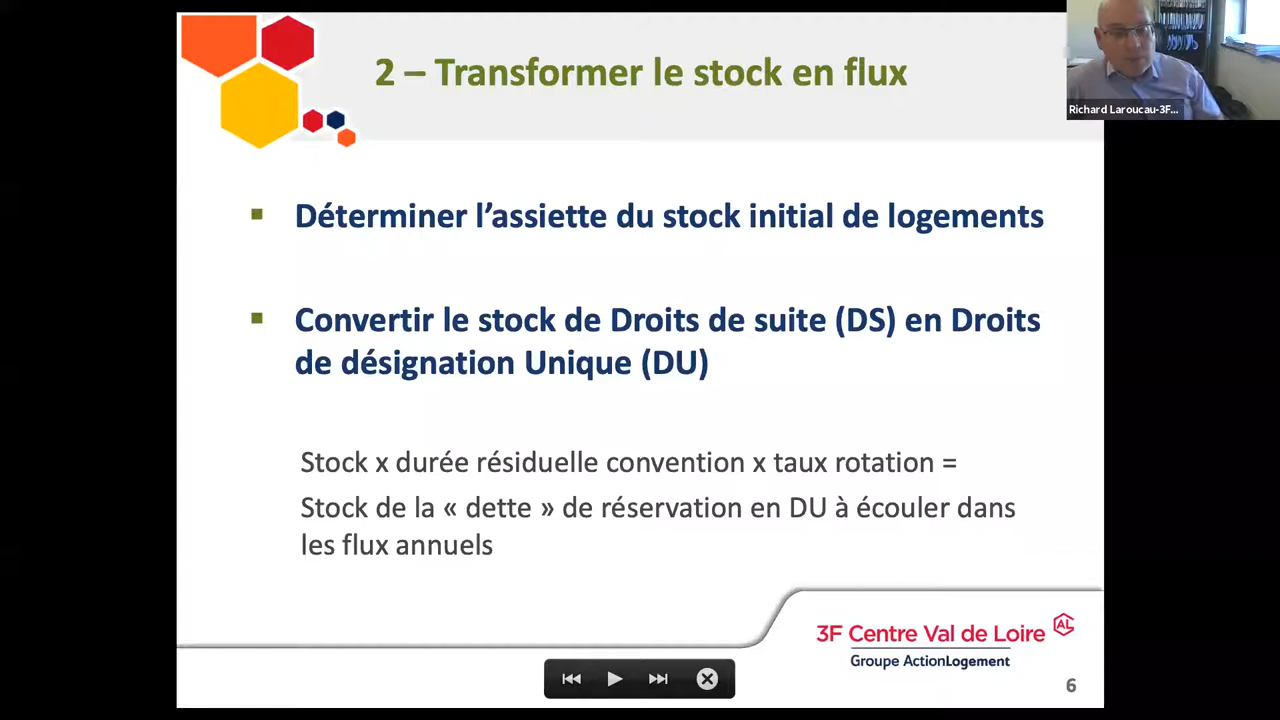 2 – Transformer le stock en flux
Richard Laroucau-3F...
▪ Déterminer l’assiette du stock initial de logements
▪ Convertir le stock de Droits de suite (DS) en Droits
de désignation Unique (DU)
Stock x durée résiduelle convention x taux rotation =
Stock de la « dette » de réservation en DU à écouler dans
les flux annuels
3F Centre Val de Loire AL
Groupe ActionLogement
6